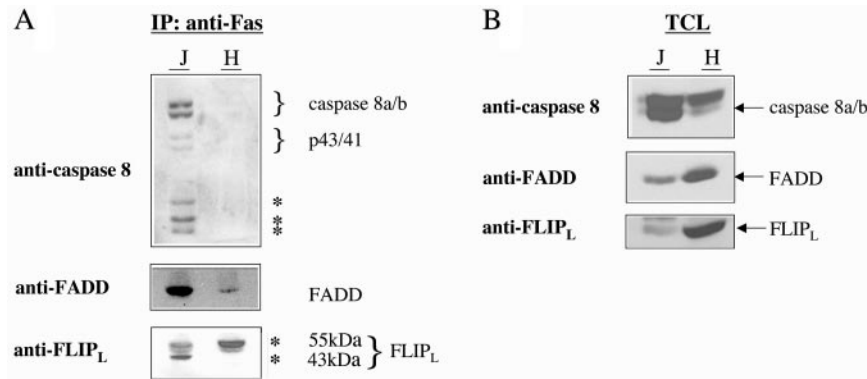 A
IP: anti-Fas
J H
caspase 8a/b
p43/41
anti-caspase 8
*
*
*
anti-FADD
FADD
anti-FLIPL
* 55kDa
* 43kDa
FLIPL
B
TCL
J H
anti-caspase 8
caspase 8a/b
anti-FADD
FADD
anti-FLIPL
FLIPL